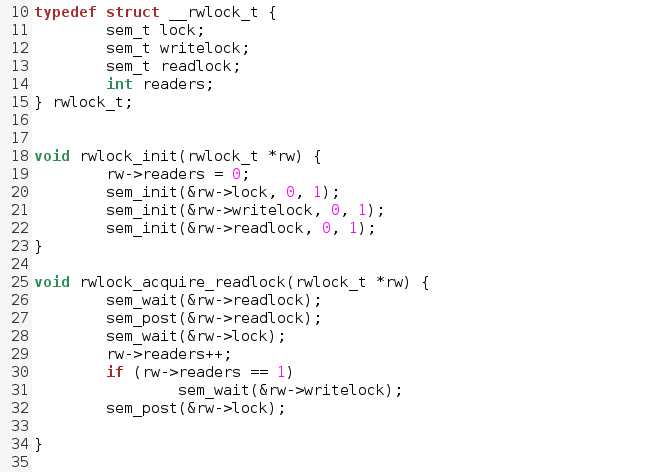 10 typedef struct __rwlock_t {
11         sem_t lock;
12         sem_t writelock;
13         sem_t readlock;
14         int readers;
15 } rwlock_t;
16
17
18 void rwlock_init(rwlock_t *rw) {
19         rw->readers = 0;
20         sem_init(&rw->lock, 0, 1);
21         sem_init(&rw->writelock, 0, 1);
22         sem_init(&rw->readlock, 0, 1);
23 }
24
25 void rwlock_acquire_readlock(rwlock_t *rw) {
26         sem_wait(&rw->readlock);
27         sem_post(&rw->readlock);
28         sem_wait(&rw->lock);
29         rw->readers++;
30         if (rw->readers == 1)
31                 sem_wait(&rw->writelock);
32         sem_post(&rw->lock);
33
34 }
35